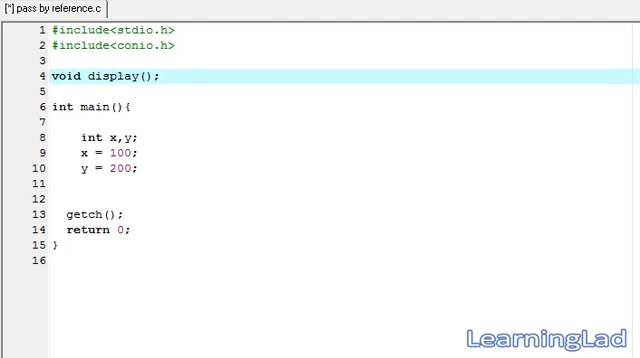 [*] pass by reference.c
1 #include<stdio.h>
2 #include<conio.h>
3
4 void display();
5
6 int main(){
7
8 int x,y;
9 x = 100;
10 y = 200;
11
12
13 getch();
14 return 0;
15 }
16
LearningLad